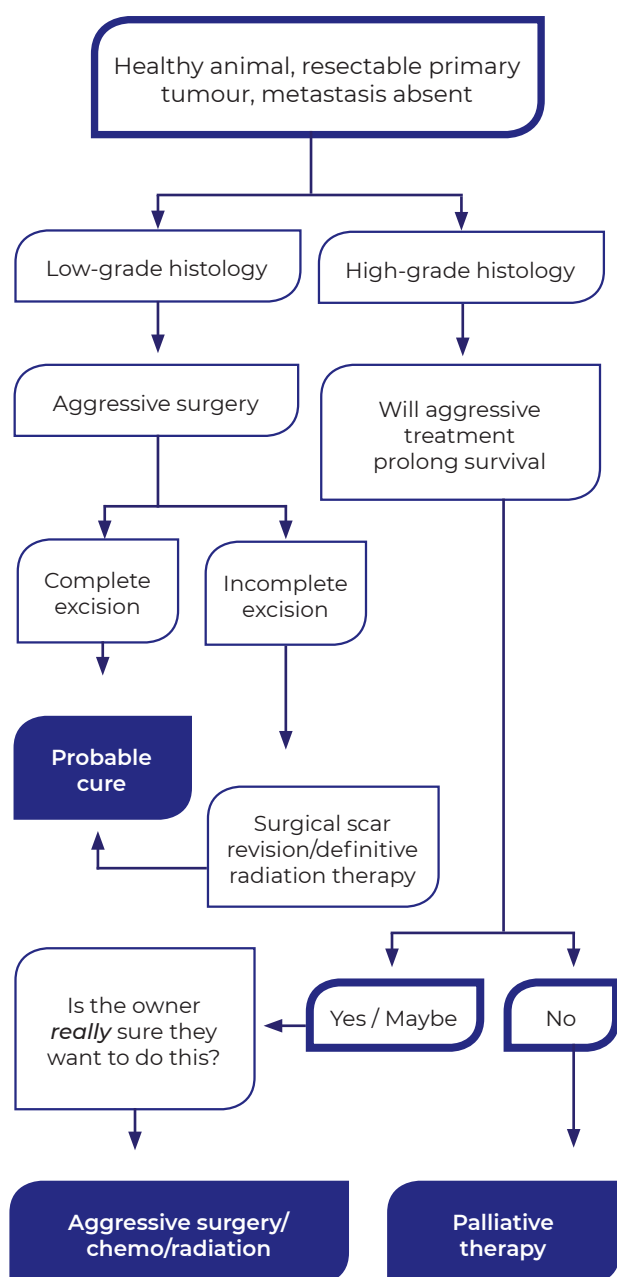 Healthy animal, resectable primary
tumour, metastasis absent
Low-grade histology
High-grade histology
Aggressive surgery
Will aggressive
treatment
prolong survival
Complete
excision
Incomplete
excision
Probable
cure
Surgical scar
revision/definitive
radiation therapy
Is the owner
really sure they
want to do this?
Yes / Maybe
No
Aggressive surgery/
chemo/radiation
Palliative
therapy